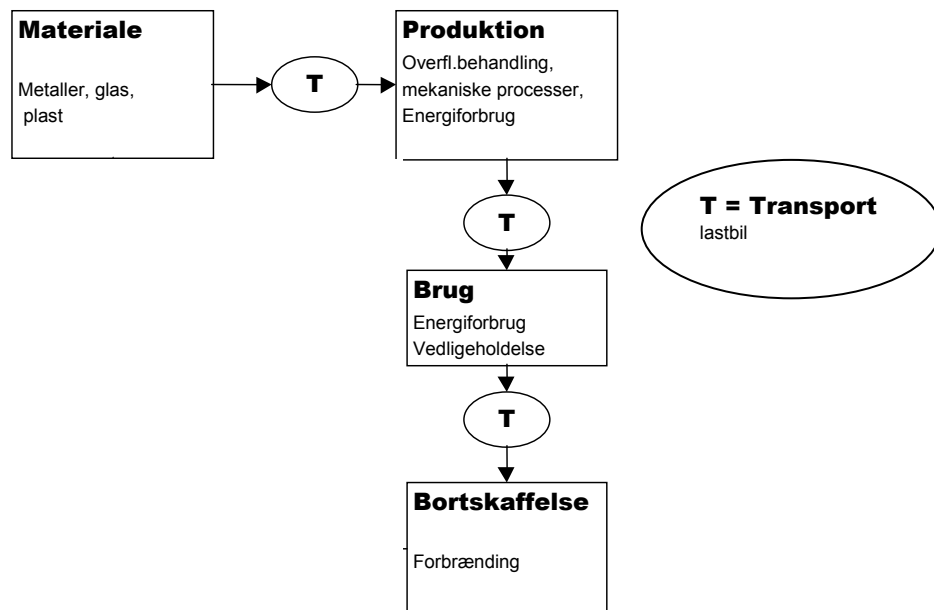 Materiale
Metaller, glas,
plast
T
Produktion
Overfl.behandling,
mekaniske processer,
Energiforbrug
T
T = Transport
lastbil
Brug
Energiforbrug
Vedligeholdelse
T
Bortskaffelse
Forbrænding